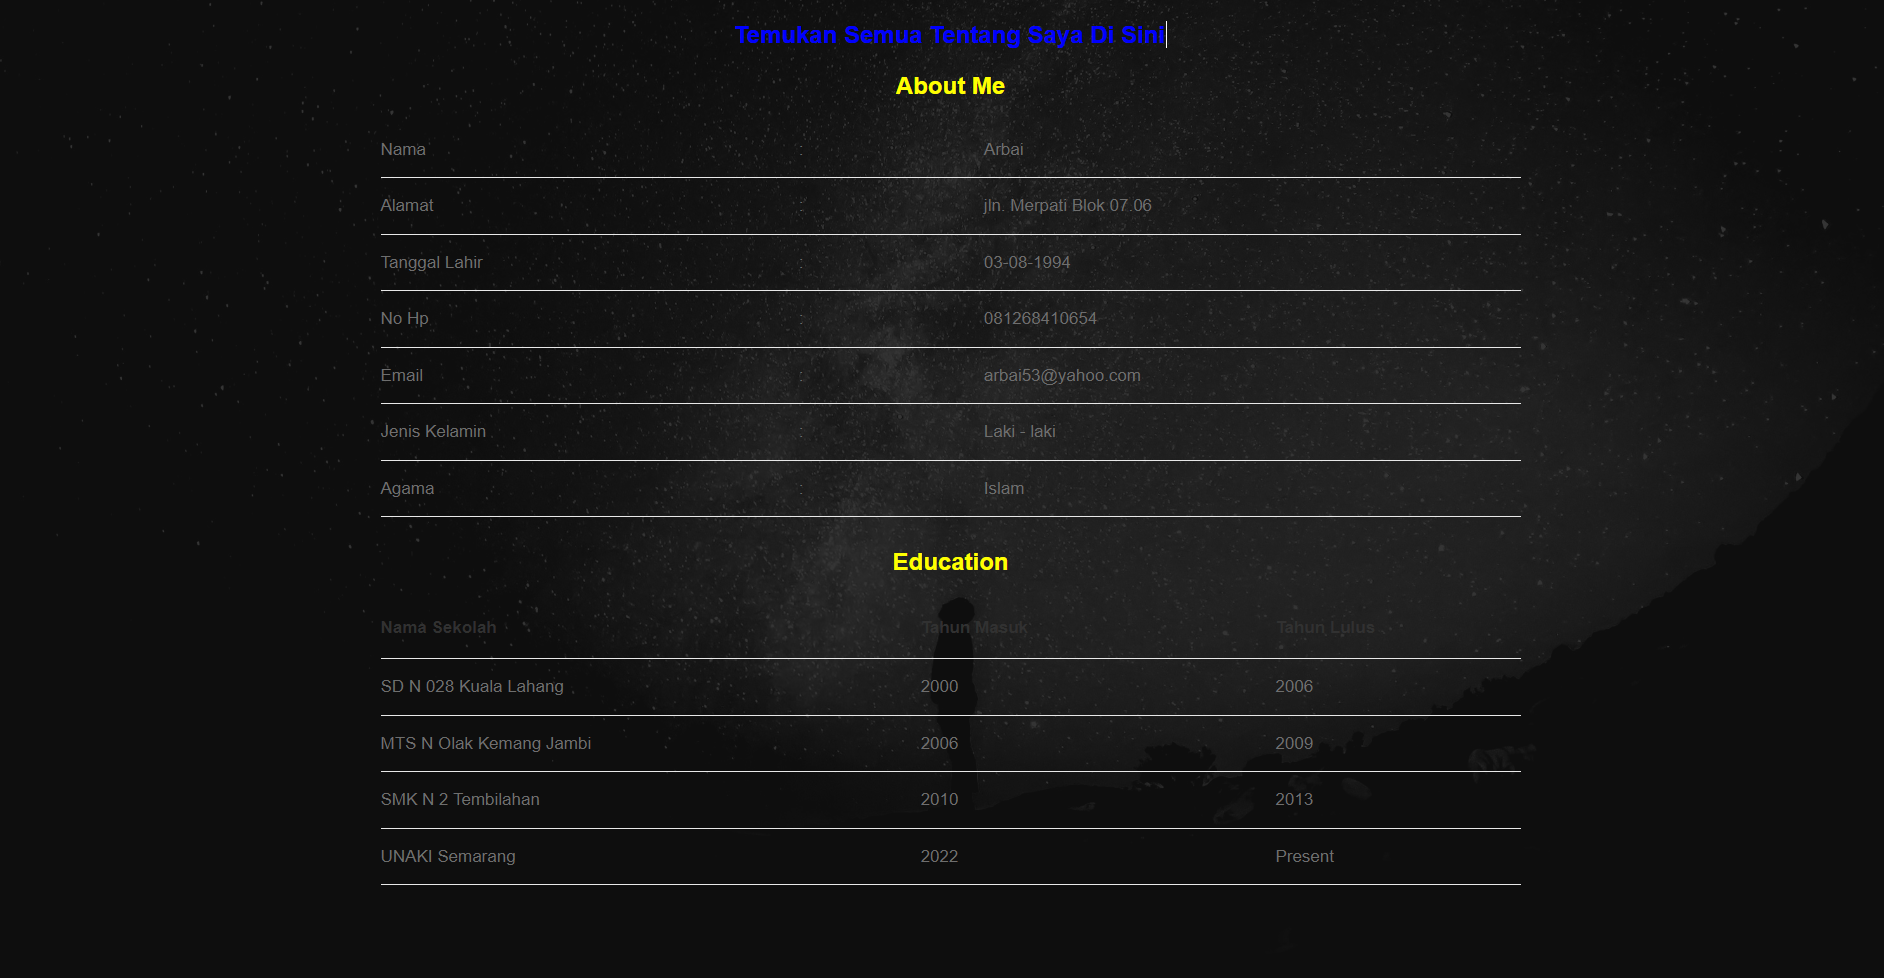 Temukan Semua Tentang Saya Di Sini
About Me
Nama : Arbai
Alamat : jln. Merpati Blok 07.06
Tanggal Lahir : 03-08-1994
No Hp : 081268410654
Email : arbai53@yahoo.com
Jenis Kelamin : Laki - laki
Agama : Islam
Education
Nama Sekolah Tahun Masuk Tahun Lulus
SD N 028 Kuala Lahang 2000 2006
MTS N Olak Kemang Jambi 2006 2009
SMK N 2 Tembilahan 2010 2013
UNAKI Semarang 2022 Present